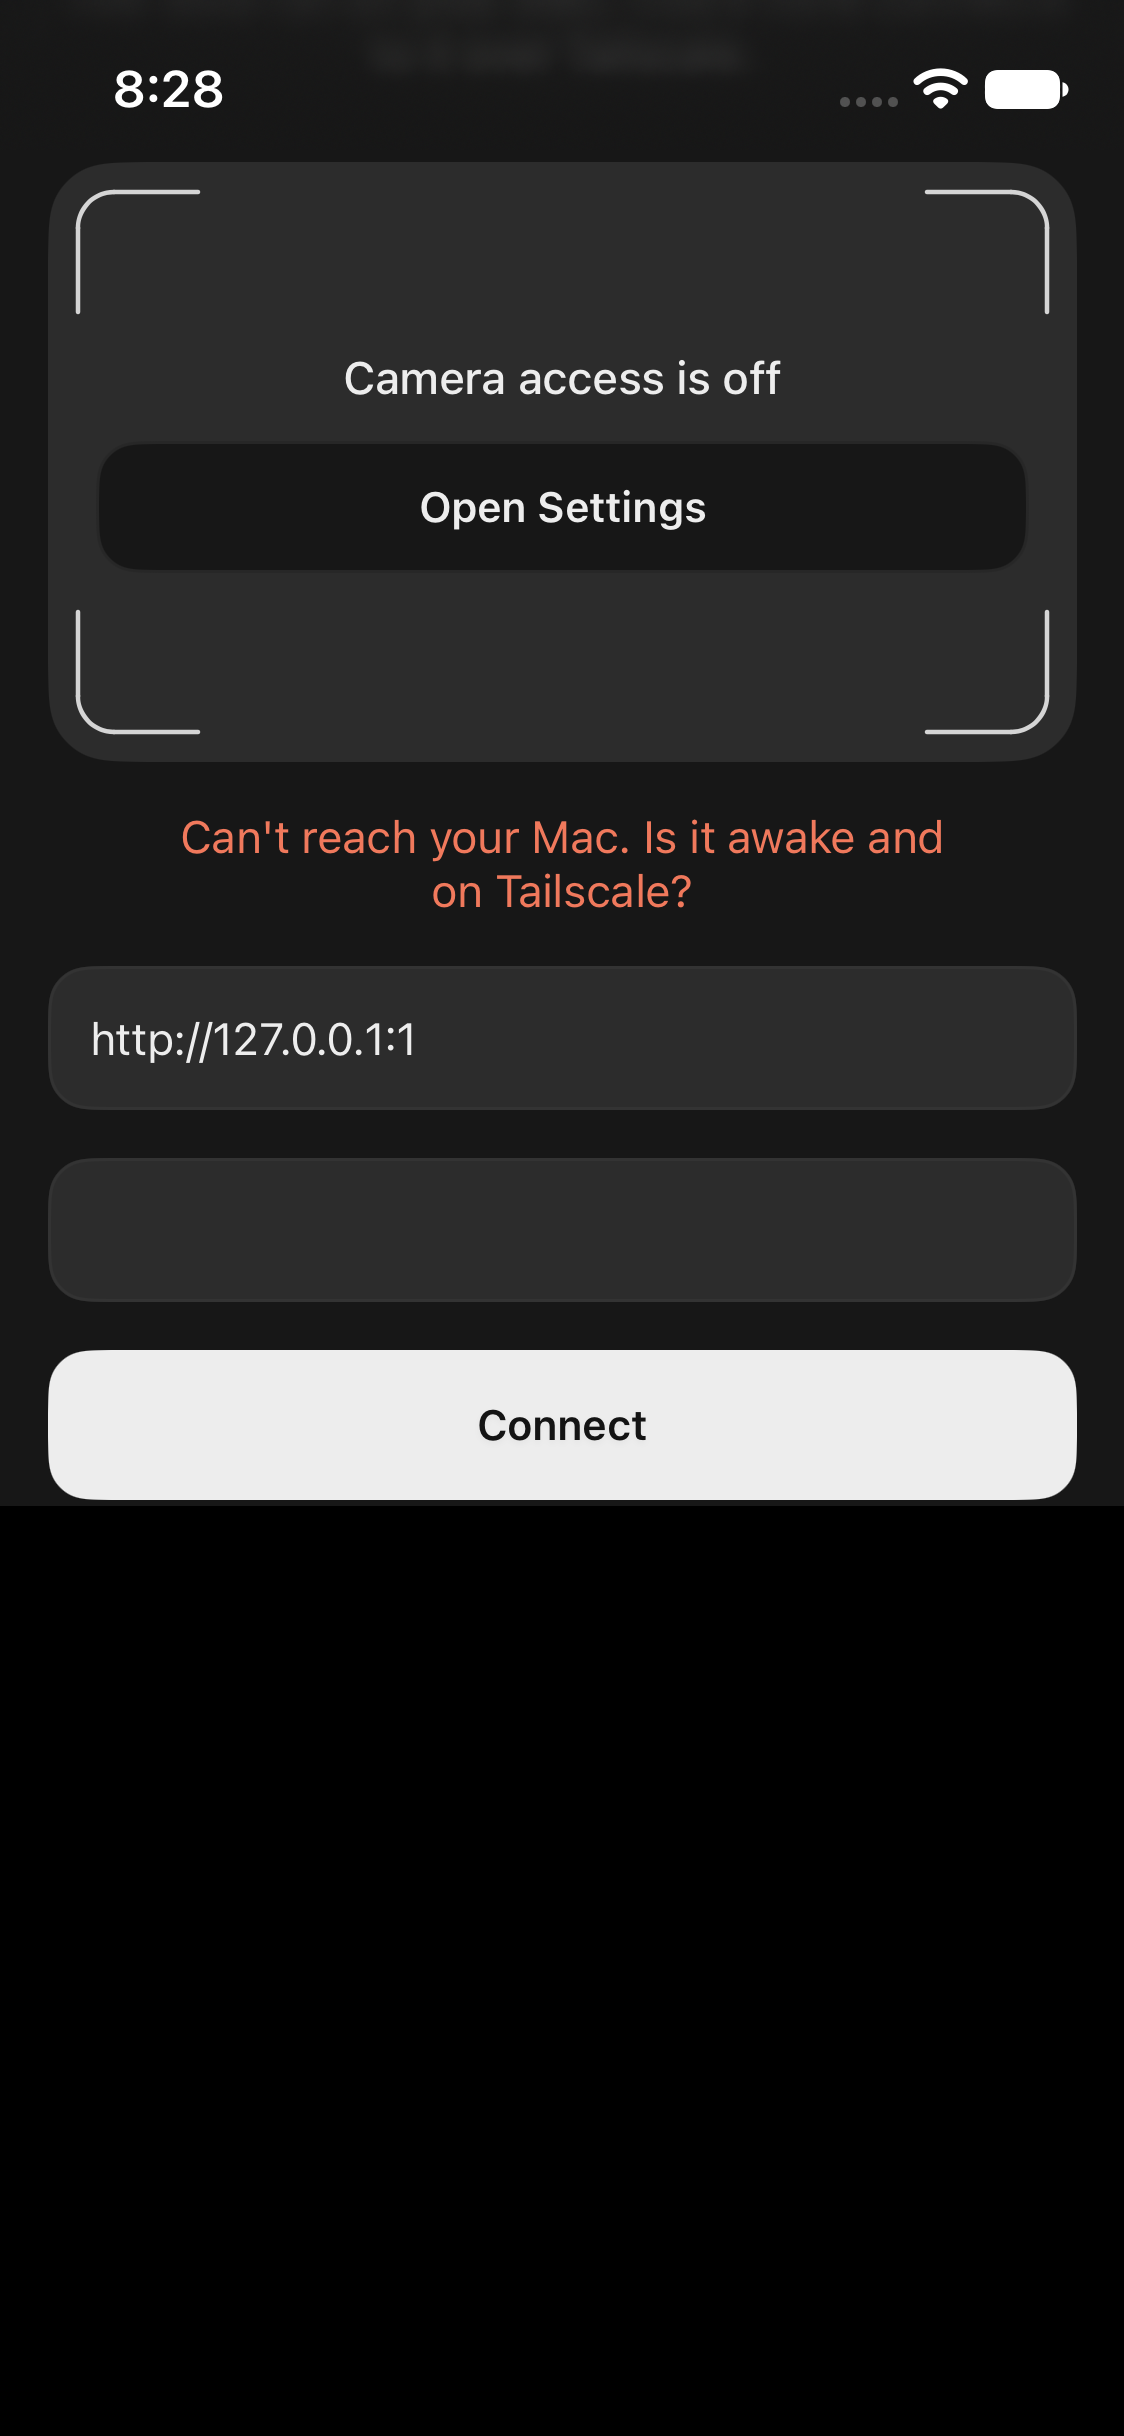 8:28
Camera access is off
Open Settings
Can't reach your Mac. Is it awake and
on Tailscale?
http://127.0.0.1:1
Connect